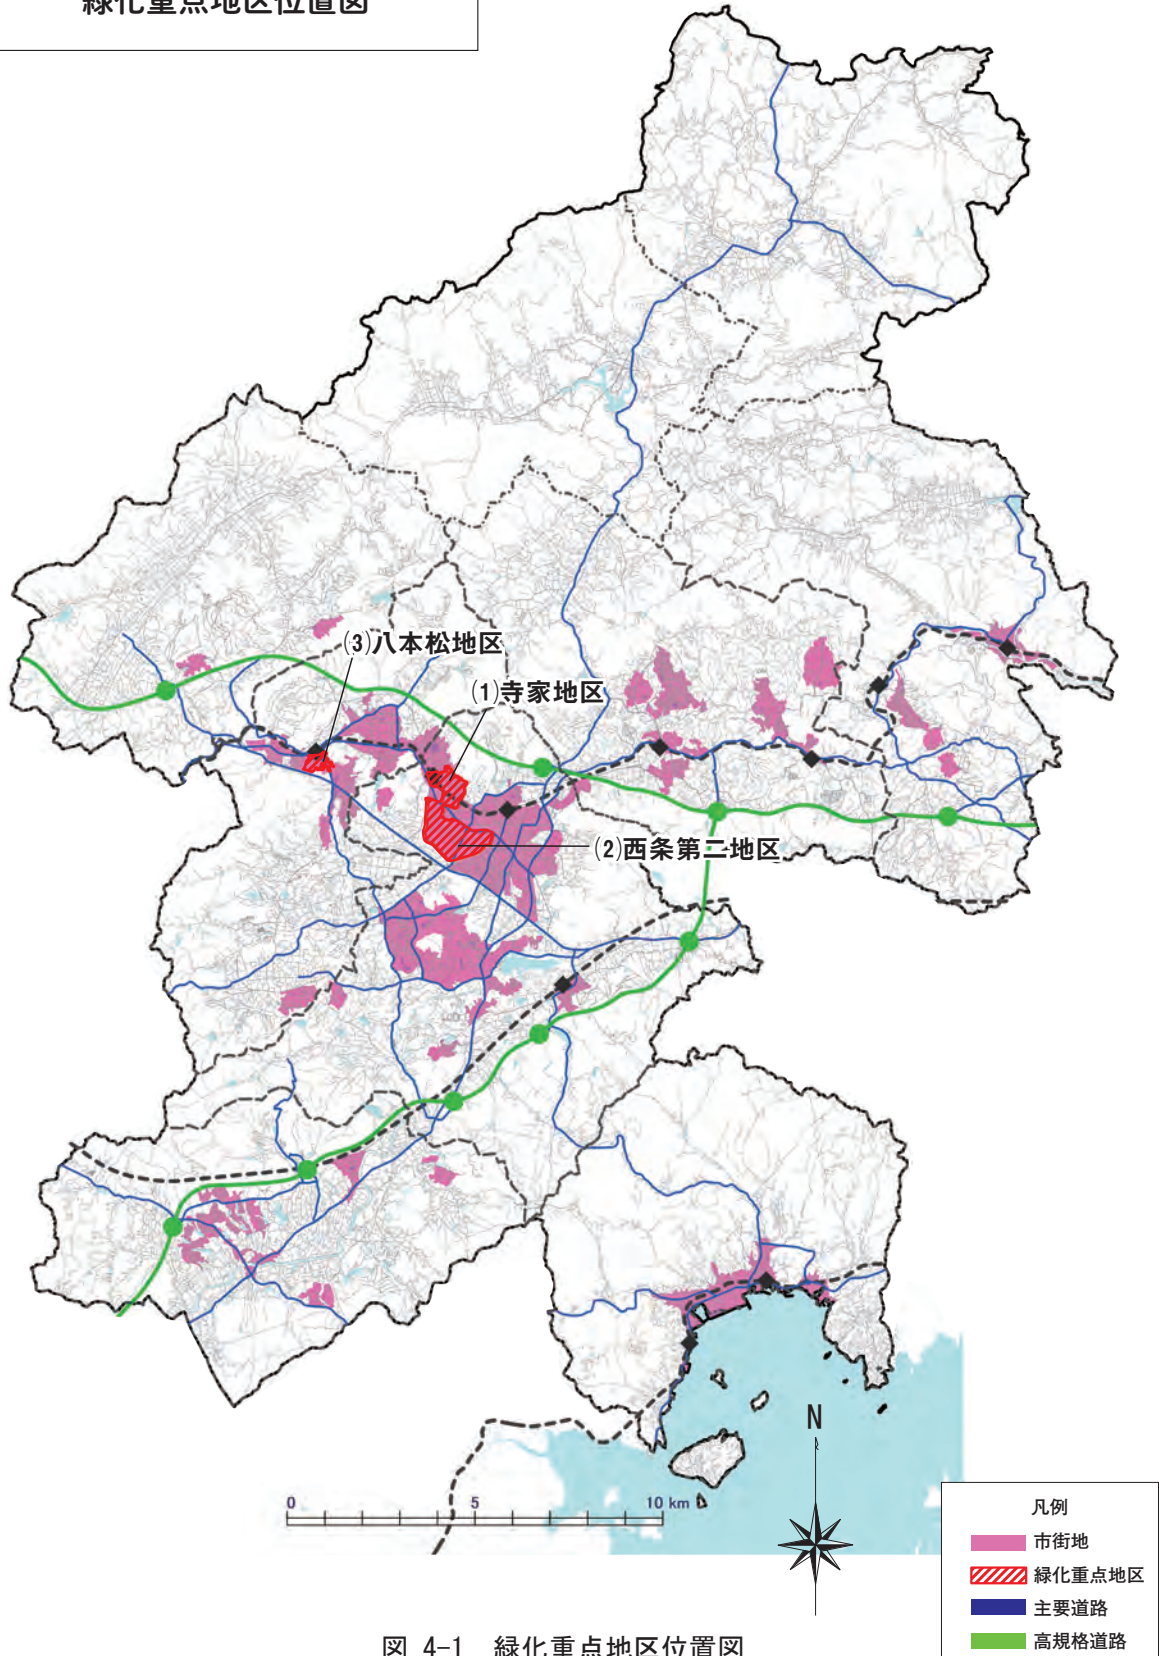 緑化重点地区位置図
(3)八本松地区
(1)寺家地区
(2)西条第二地区
N
0 5 10 km
凡例
市街地
緑化重点地区
主要道路
高規格道路
図 4-1 緑化重点地区位置図